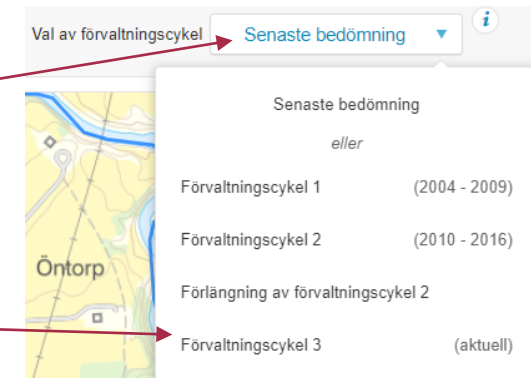 Val av förvaltningscykel Senaste bedömning i
Senaste bedömning
eller
Förvaltningscykel 1 (2004 - 2009)
Förvaltningscykel 2 (2010 - 2016)
Öntorp
Förlängning av förvaltningscykel 2
Förvaltningscykel 3 (aktuell)